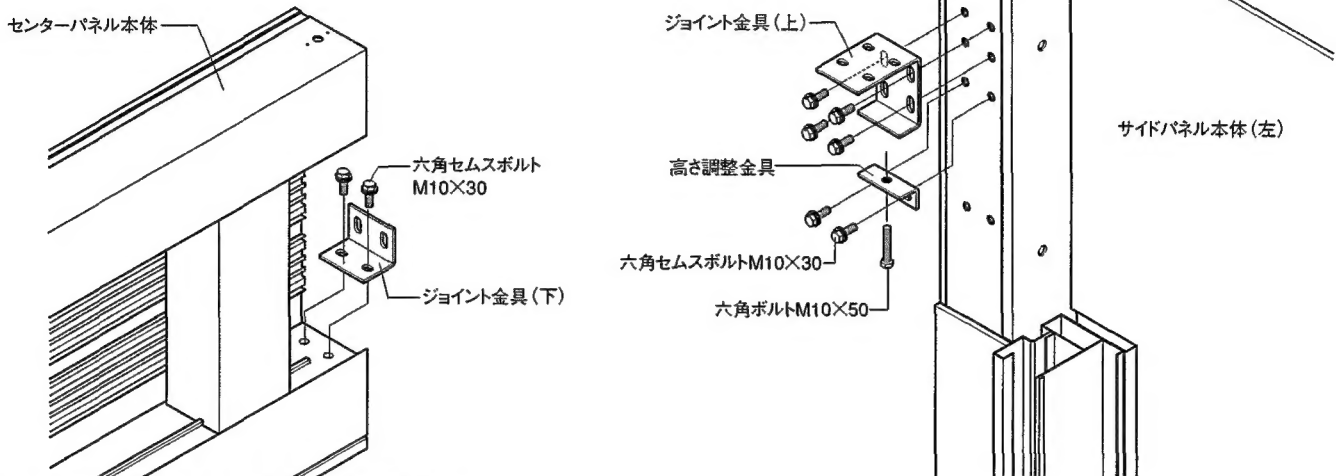 センターパネル本体
六角セムスボルト
M10×30
ジョイント金具(下)
ジョイント金具(上)
サイドパネル本体(左)
高さ調整金具
六角セムスボルトM10×30
六角ボルトM10×50